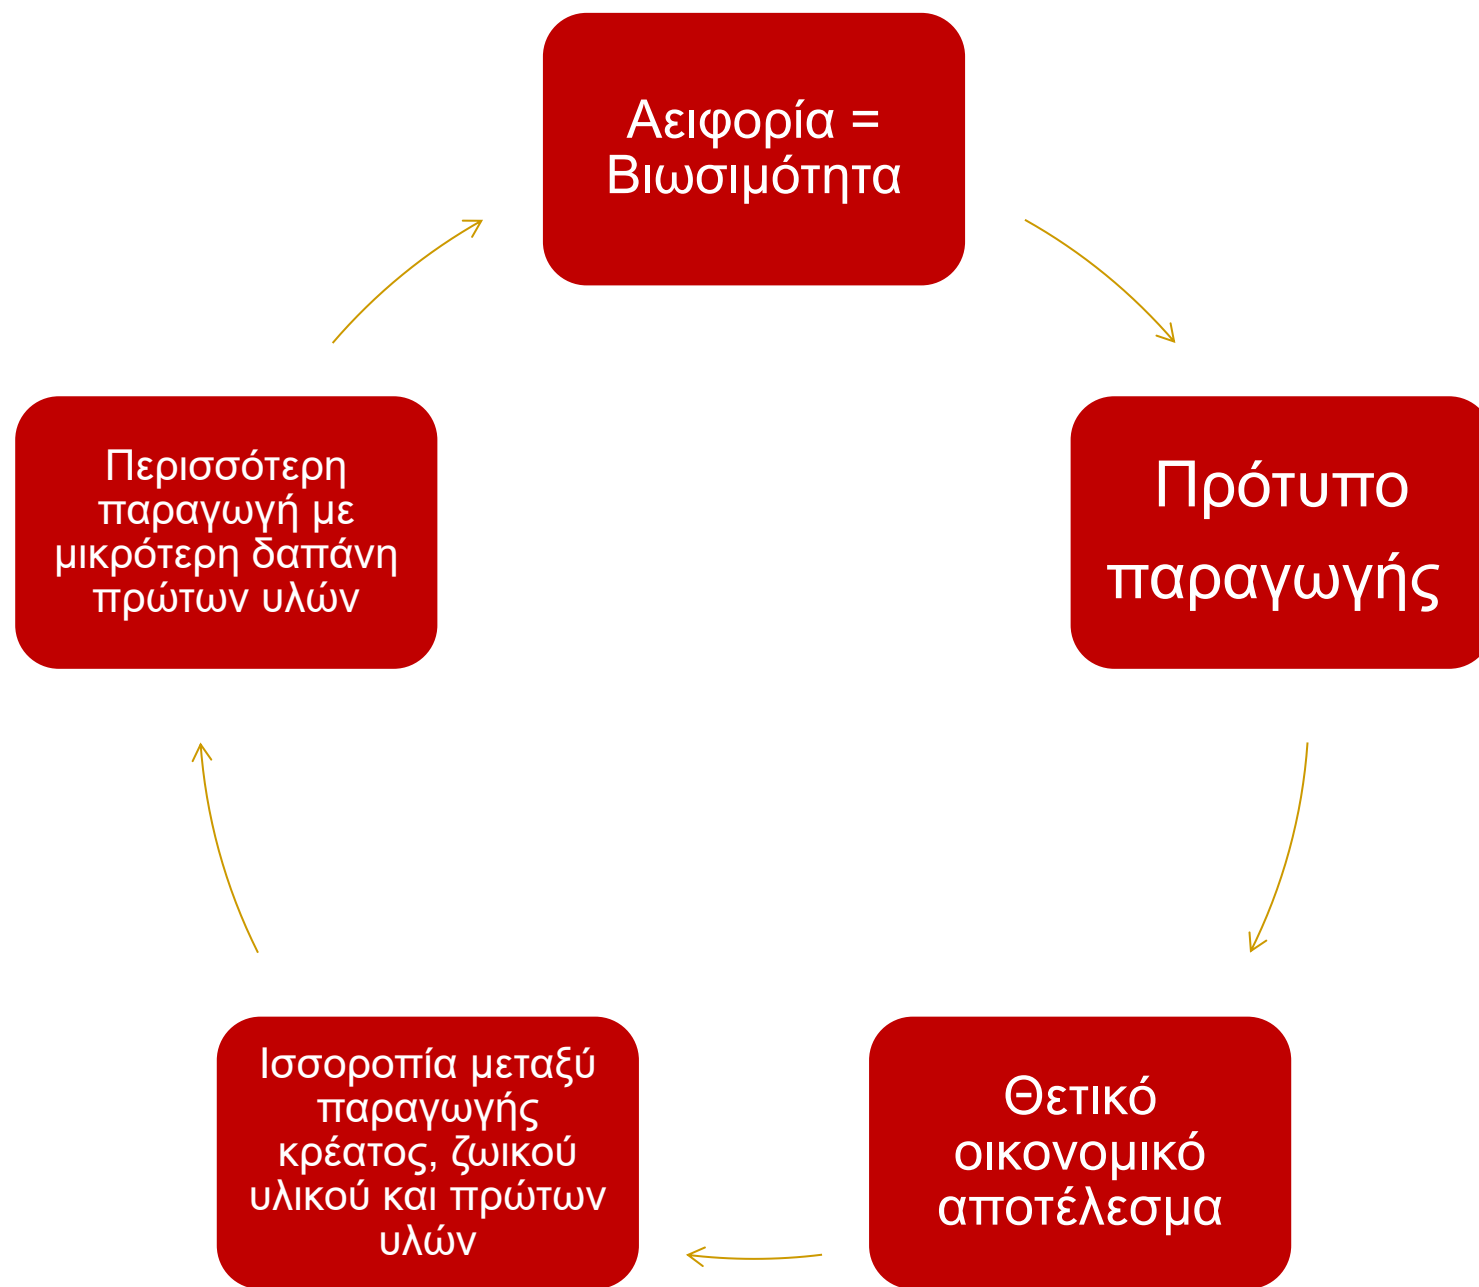 Αειφορία =
Βιωσιμότητα
Πρότυπο
παραγωγής
Θετικό
οικονομικό
αποτέλεσμα
Ισσοροπία μεταξύ
παραγωγής
κρέατος, ζωικού
υλικού και πρώτων
υλών
Περισσότερη
παραγωγή με
μικρότερη δαπάνη
πρώτων υλών